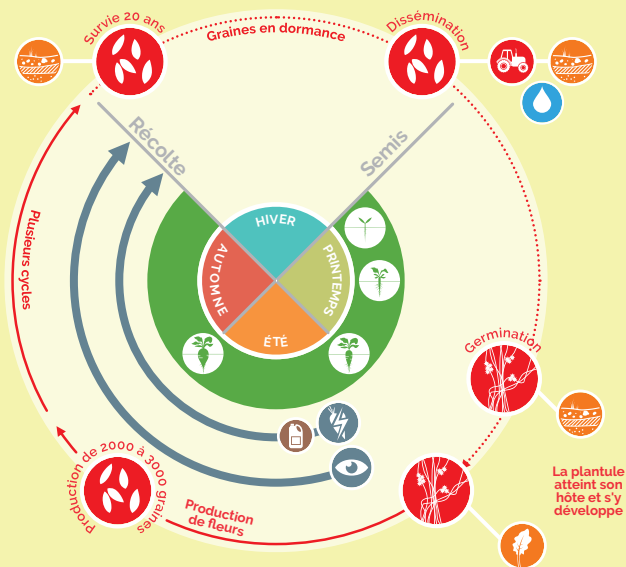 Survie 20 ans
Graines en dormance
Dissémination
Récolte
Semis
HIVER
AUTOMNE
PRINTEMPS
ÉTÉ
Plusieurs cycles
Germination
La plantule
atteint son
hôte et s'y
développe
Production de 2000 à 3000 graines
Production
de fleurs